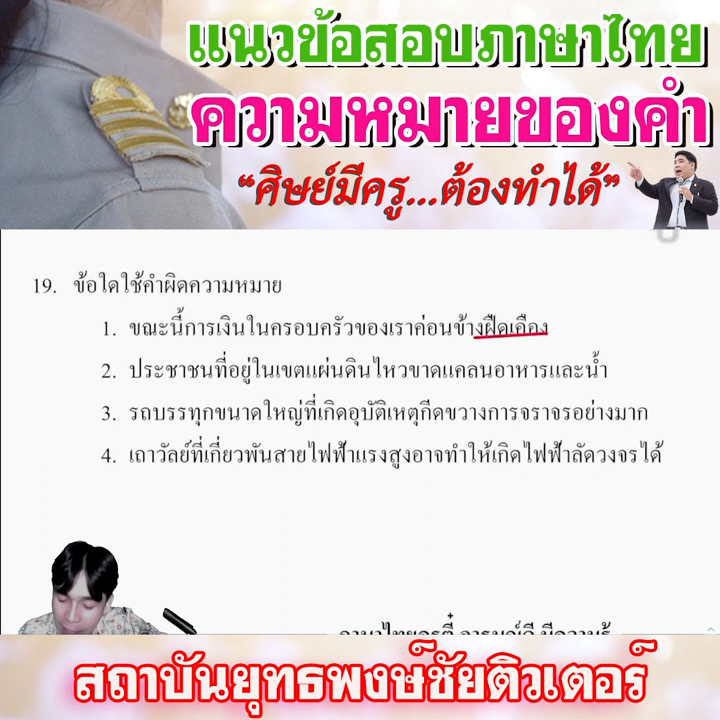 แนวข้อสอบภาษาไทย
ความหมายของคำ
“ศิษย์มีครู...ต้องทำได้”
19. ข้อใดใช้คำผิดความหมาย
1. ขณะนี้การเงินในครอบครัวของเราค่อนข้างฝืดเคือง
2. ประชาชนที่อยู่ในเขตแผ่นดินไหวขาดแคลนอาหารและน้ำ
3. รถบรรทุกขนาดใหญ่ที่เกิดอุบัติเหตุกีดขวางการจราจรอย่างมาก
4. เถาวัลย์ที่เกี่ยวพันสายไฟฟ้าแรงสูงอาจทำให้เกิดไฟฟ้าลัดวงจรได้
สถาบันยุทธพงษ์ชัยติวเตอร์